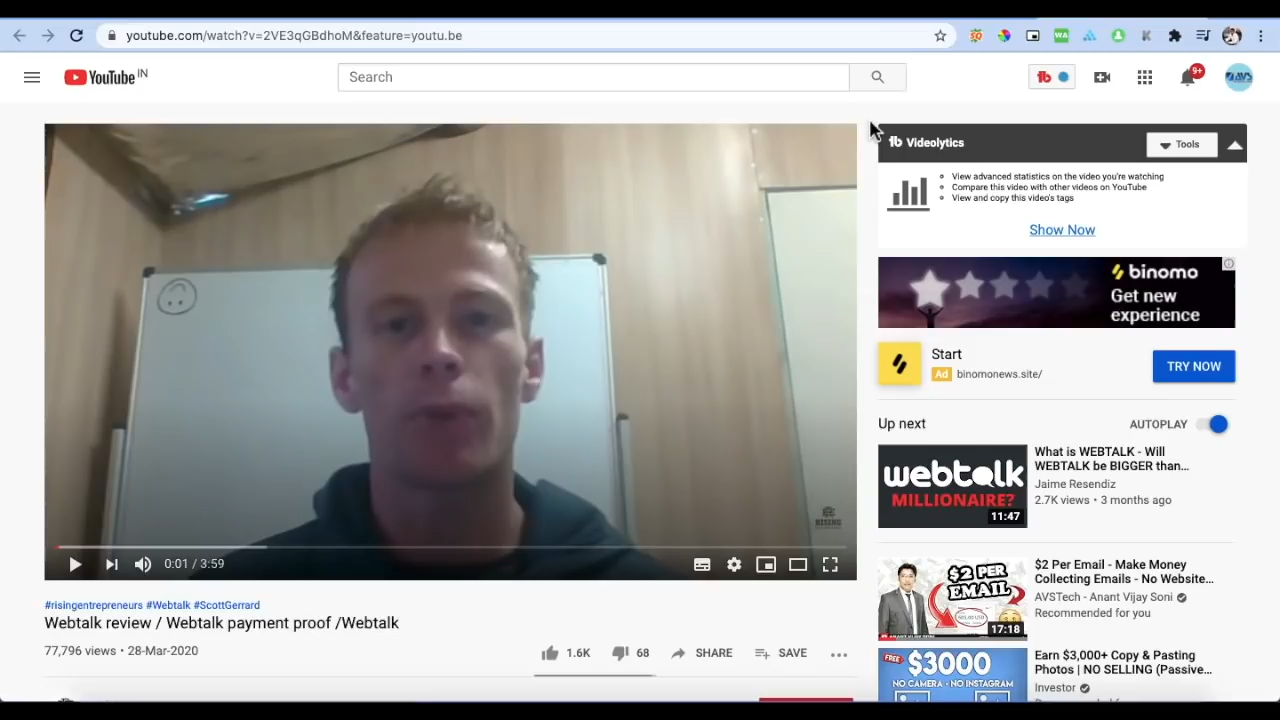 youtube.com/watch?v=2VE3qGBdhoM&feature=youtu.be
WA
K
YouTube IN
Search
9+
AVS
Videolytics
Tools
View advanced statistics on the video you're watching
Compare this video with other videos on YouTube
View and copy this video's tags
Show Now
binomo
Get new
experience
Start
Ad binomonews.site/
TRY NOW
Up next
AUTOPLAY
webtalk
MILLIONAIRE?
11:47
What is WEBTALK - Will
WEBTALK be BIGGER than...
Jaime Resendiz
2.7K views • 3 months ago
$2 PER
EMAIL
17:18
$2 Per Email - Make Money
Collecting Emails - No Website...
AVSTech - Anant Vijay Soni
Recommended for you
FREE $3000
NO CAMERA - NO INSTAGRAM
Earn $3,000+ Copy & Pasting
Photos | NO SELLING (Passive...
Investor
RISING
0:01 / 3:59
#risingentrepreneurs #Webtalk #ScottGerrard
Webtalk review / Webtalk payment proof /Webtalk
77,796 views • 28-Mar-2020
1.6K
68
SHARE
SAVE